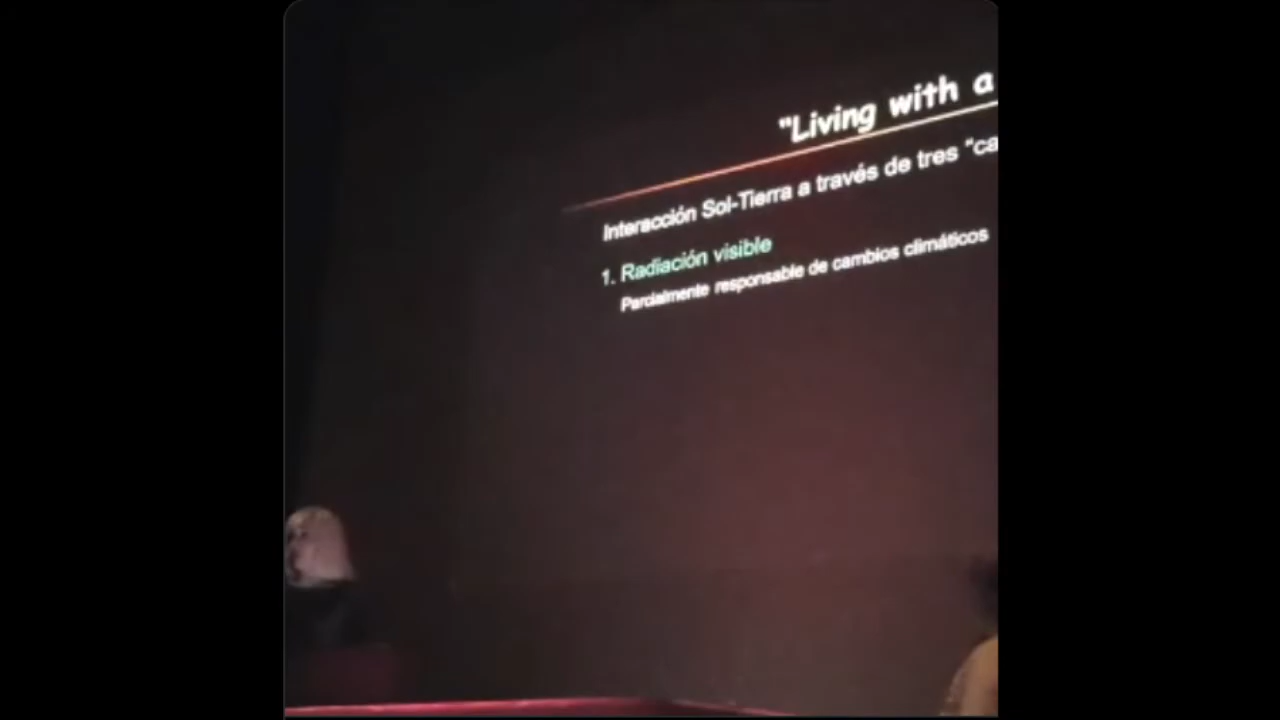 "Living with a
Interacción Sol-Tierra a través de tres "ca
1. Radiación visible
Parcialmente responsable de cambios climáticos